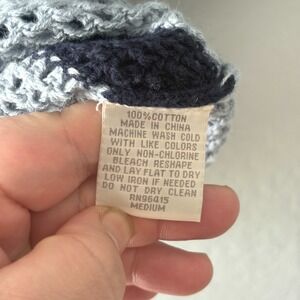 100% COTTON
MADE IN CHINA
MACHINE WASH COLD
WITH LIKE COLORS
ONLY NON-CHLORINE
BLEACH RESHAPE
AND LAY FLAT TO DRY
LOW IRON IF NEEDED
DO NOT DRY CLEAN
RN96415
MEDIUM